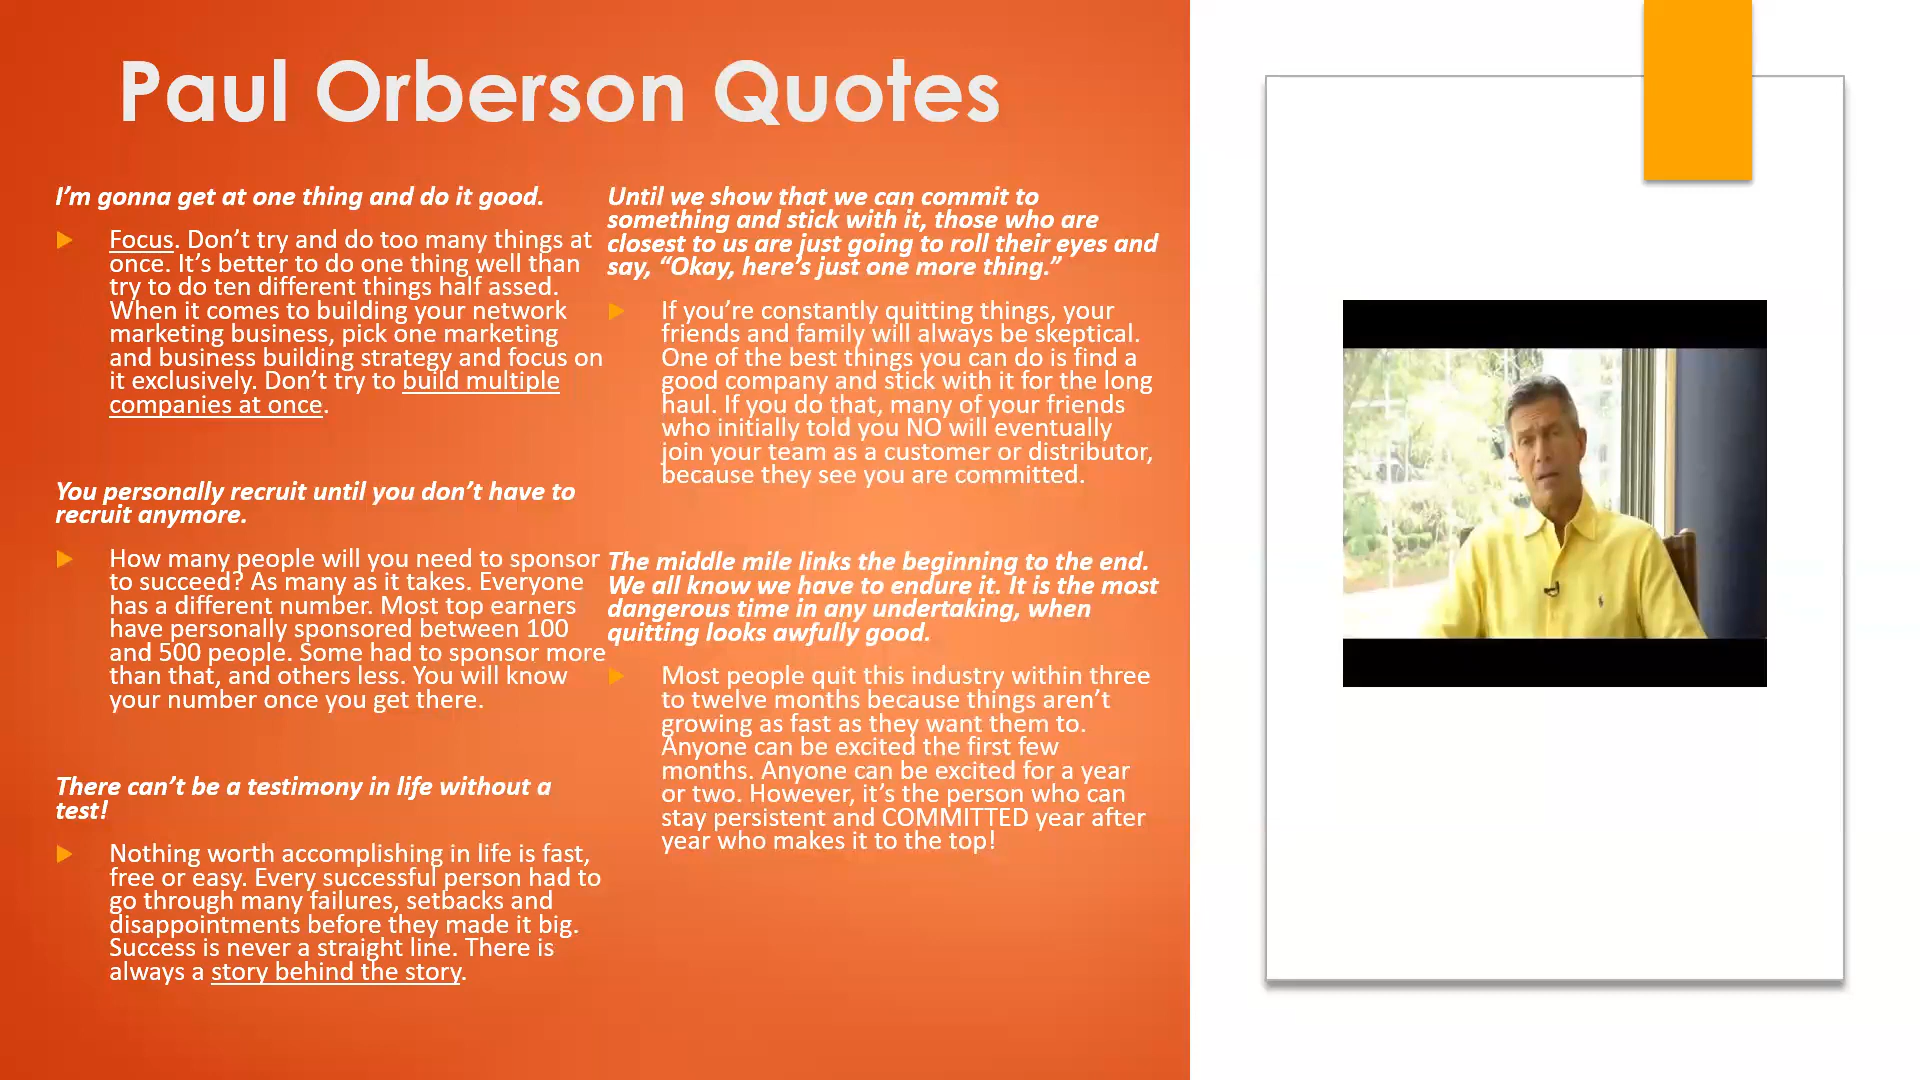 Paul Orberson Quotes
I’m gonna get at one thing and do it good.
Focus. Don’t try and do too many things at
once. It’s better to do one thing well than
try to do ten different things half assed.
When it comes to building your network
marketing business, pick one marketing
and business building strategy and focus on
it exclusively. Don’t try to build multiple
companies at once.
You personally recruit until you don’t have to
recruit anymore.
How many people will you need to sponsor
to succeed? As many as it takes. Everyone
has a different number. Most top earners
have personally sponsored between 100
and 500 people. Some had to sponsor more
than that, and others less. You will know
your number once you get there.
There can’t be a testimony in life without a
test!
Nothing worth accomplishing in life is fast,
free or easy. Every successful person had to
go through many failures, setbacks and
disappointments before they made it big.
Success is never a straight line. There is
always a story behind the story.
Until we show that we can commit to
something and stick with it, those who are
closest to us are just going to roll their eyes and
say, “Okay, here’s just one more thing.”
If you’re constantly quitting things, your
friends and family will always be skeptical.
One of the best things you can do is find a
good company and stick with it for the long
haul. If you do that, many of your friends
who initially told you NO will eventually
join your team as a customer or distributor,
because they see you are committed.
The middle mile links the beginning to the end.
We all know we have to endure it. It is the most
dangerous time in any undertaking, when
quitting looks awfully good.
Most people quit this industry within three
to twelve months because things aren’t
growing as fast as they want them to.
Anyone can be excited the first few
months. Anyone can be excited for a year
or two. However, it’s the person who can
stay persistent and COMMITTED year after
year who makes it to the top!